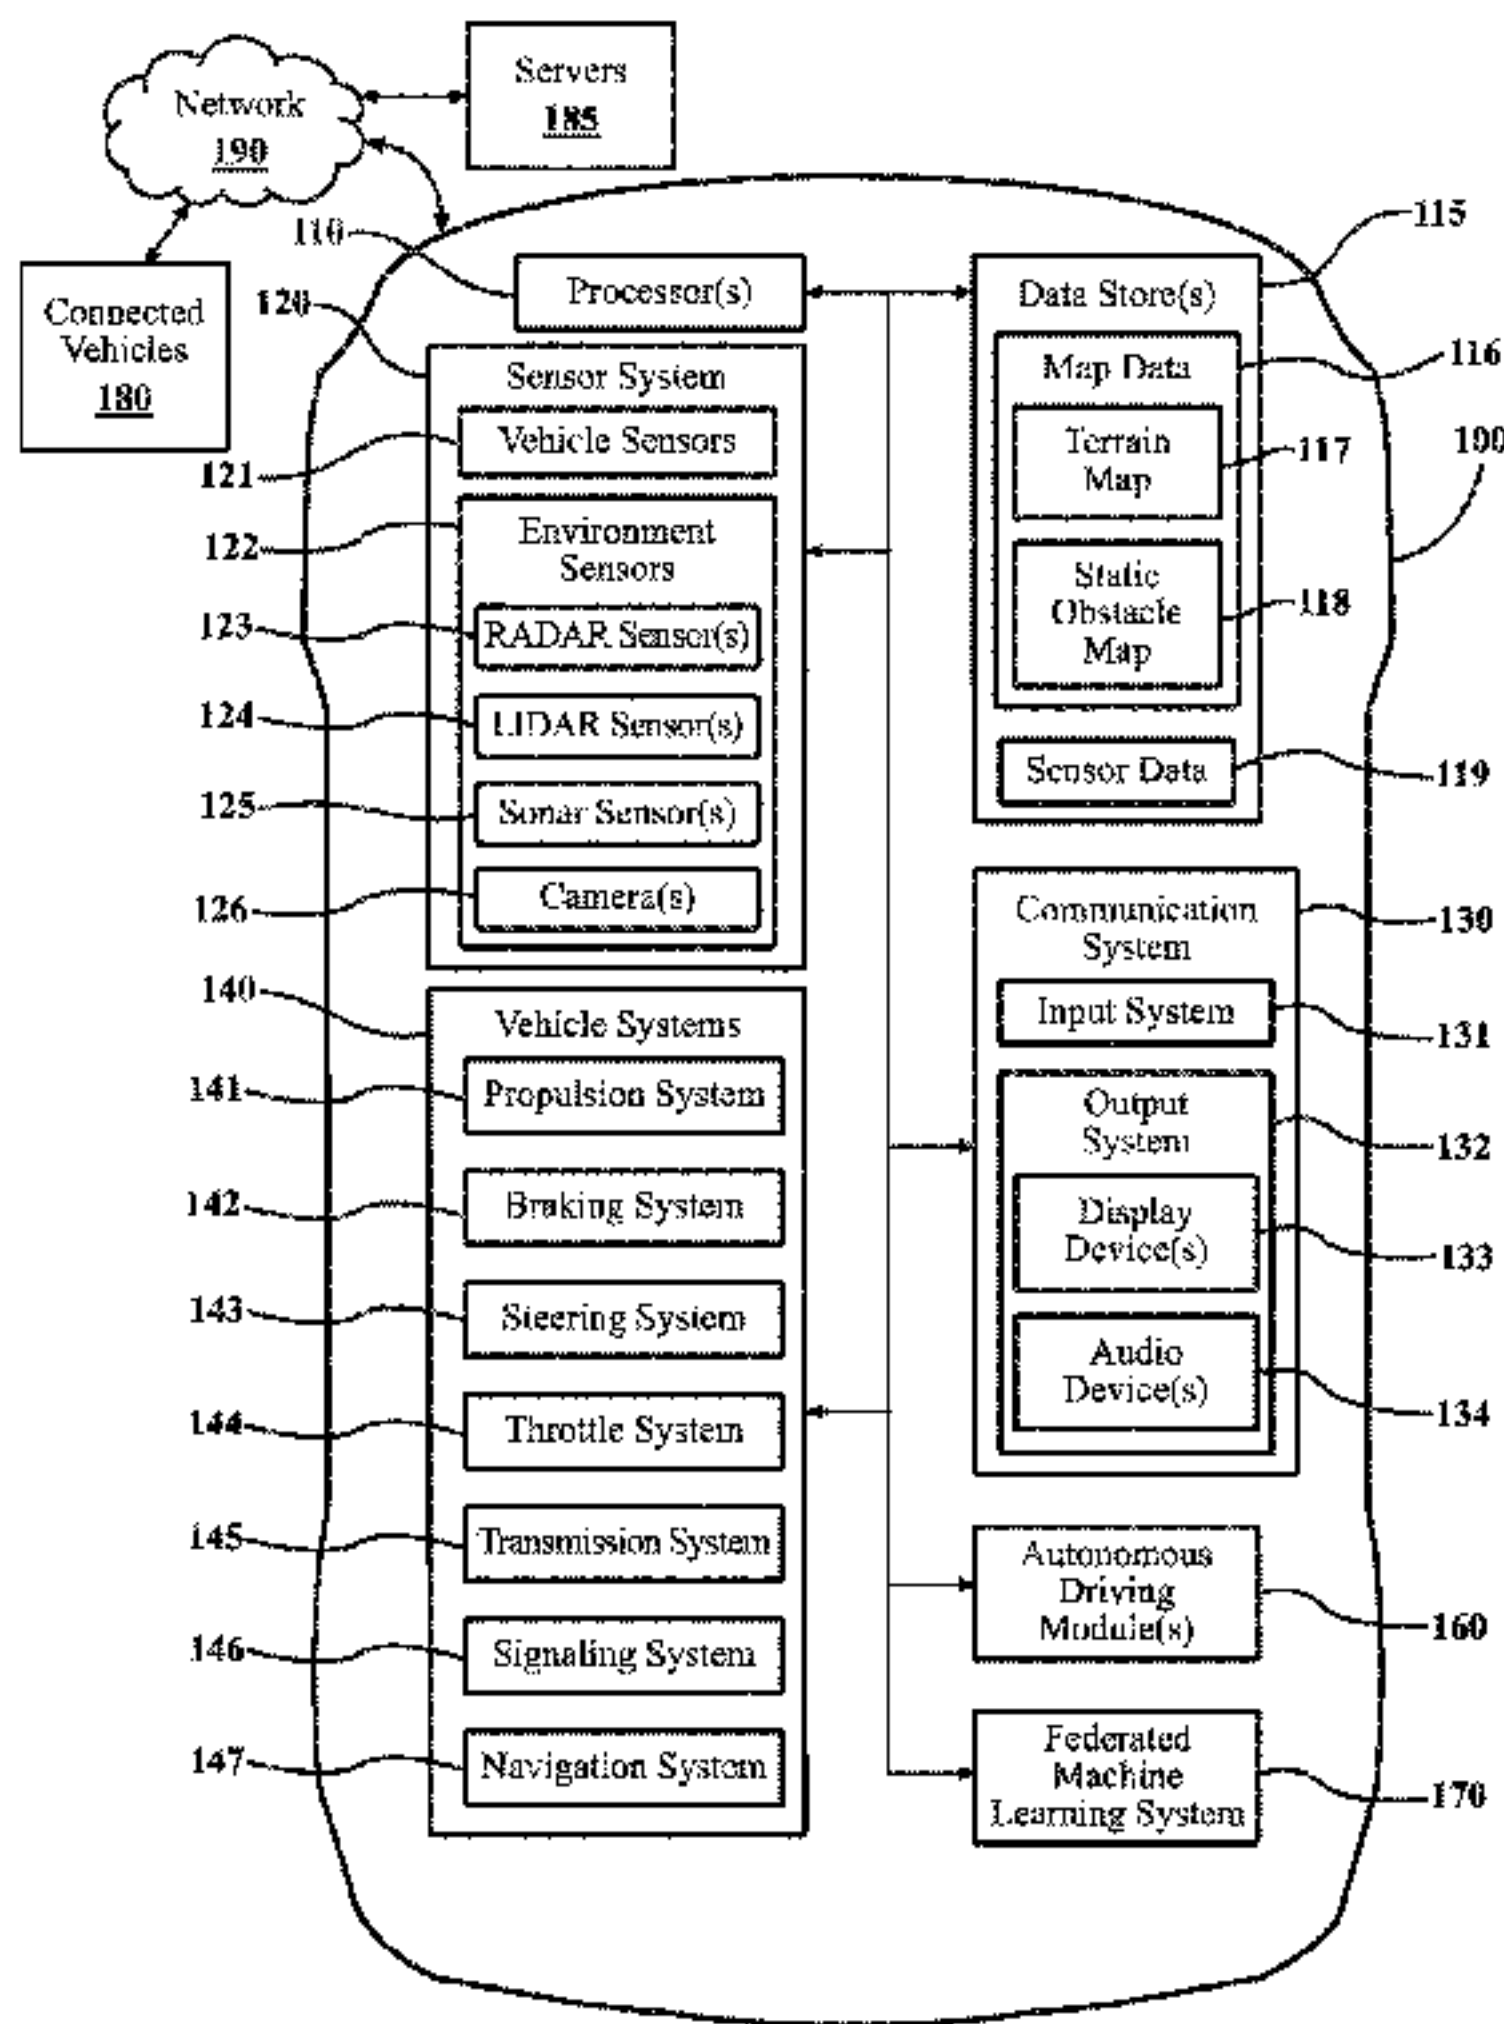 Servers
185
Network
190
110
115
Processor(s)
Data Store(s)
Connected
Vehicles
180
120
Sensor System
Map Data
116
Vehicle Sensors
121
Terrain
Map
117
100
Environment
Sensors
122
Static
Obstacle
Map
118
RADAR Sensor(s)
123
LIDAR Sensor(s)
124
Sensor Data
119
Sonar Sensor(s)
125
Camera(s)
126
Communication
System
130
140
Vehicle Systems
Input System
131
Propulsion System
141
Output
System
132
Braking System
142
Display
Device(s)
133
Steering System
143
Audio
Device(s)
134
Throttle System
144
Transmission System
145
Autonomous
Driving
Module(s)
160
Signaling System
146
Navigation System
147
Federated
Machine
Learning System
170